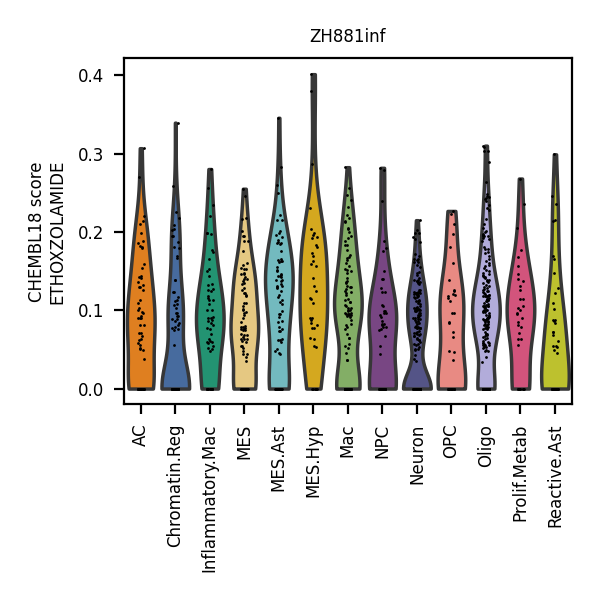 ZH881inf
CHEMBL18 score
ETHOXZOLAMIDE
0.4
0.3
0.2
0.1
0.0
AC
Chromatin.Reg
Inflammatory.Mac
MES
MES.Ast
MES.Hyp
Mac
NPC
Neuron
OPC
Oligo
Prolif.Metab
Reactive.Ast